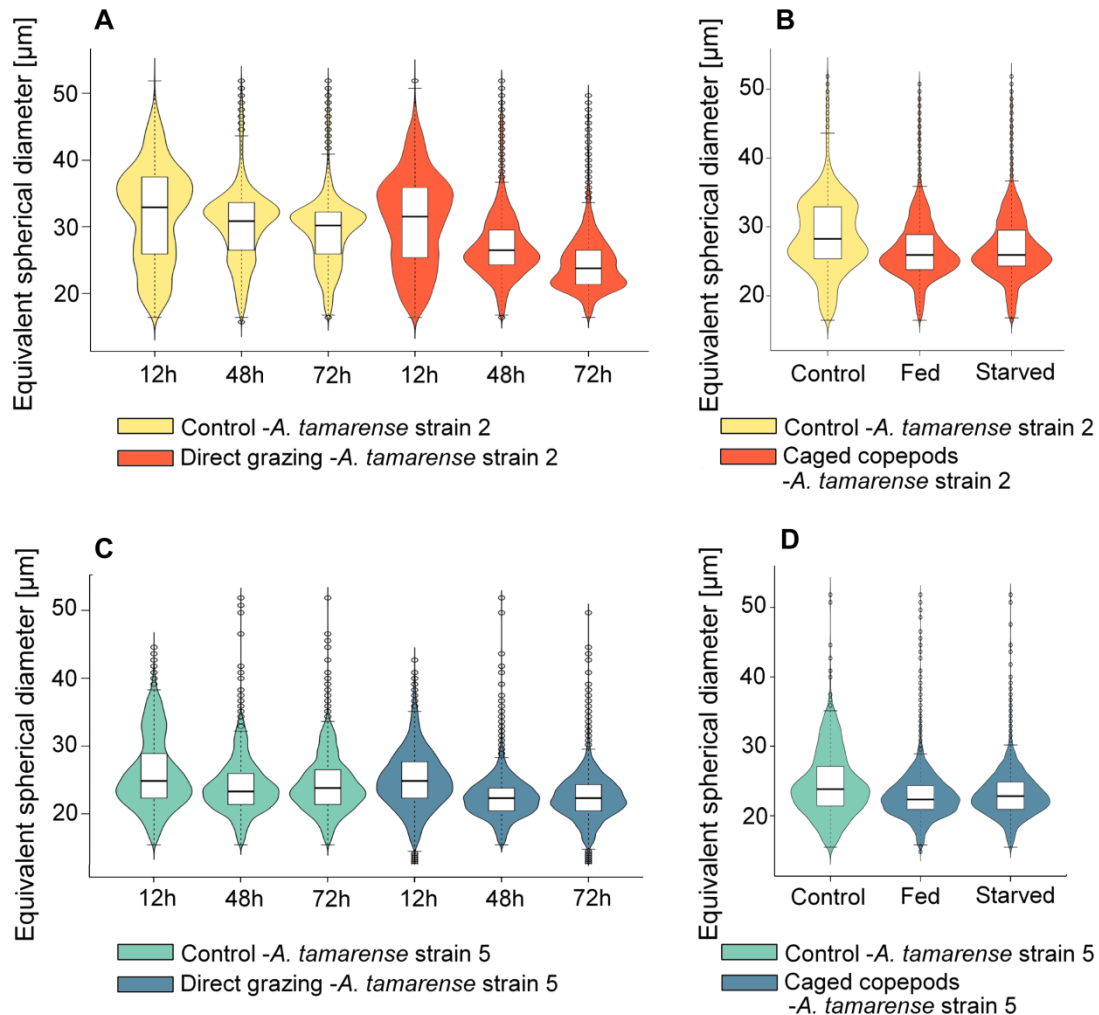 A
Equivalent spherical diameter [µm]
50
40
30
20
12h 48h 72h 12h 48h 72h
Control -A. tamarense strain 2
Direct grazing -A. tamarense strain 2
B
Equivalent spherical diameter [µm]
50
40
30
20
Control Fed Starved
Control -A. tamarense strain 2
Caged copepods
-A. tamarense strain 2
C
Equivalent spherical diameter [µm]
50
40
30
20
12h 48h 72h 12h 48h 72h
Control -A. tamarense strain 5
Direct grazing -A. tamarense strain 5
D
Equivalent spherical diameter [µm]
50
40
30
20
Control Fed Starved
Control -A. tamarense strain 5
Caged copepods
-A. tamarense strain 5